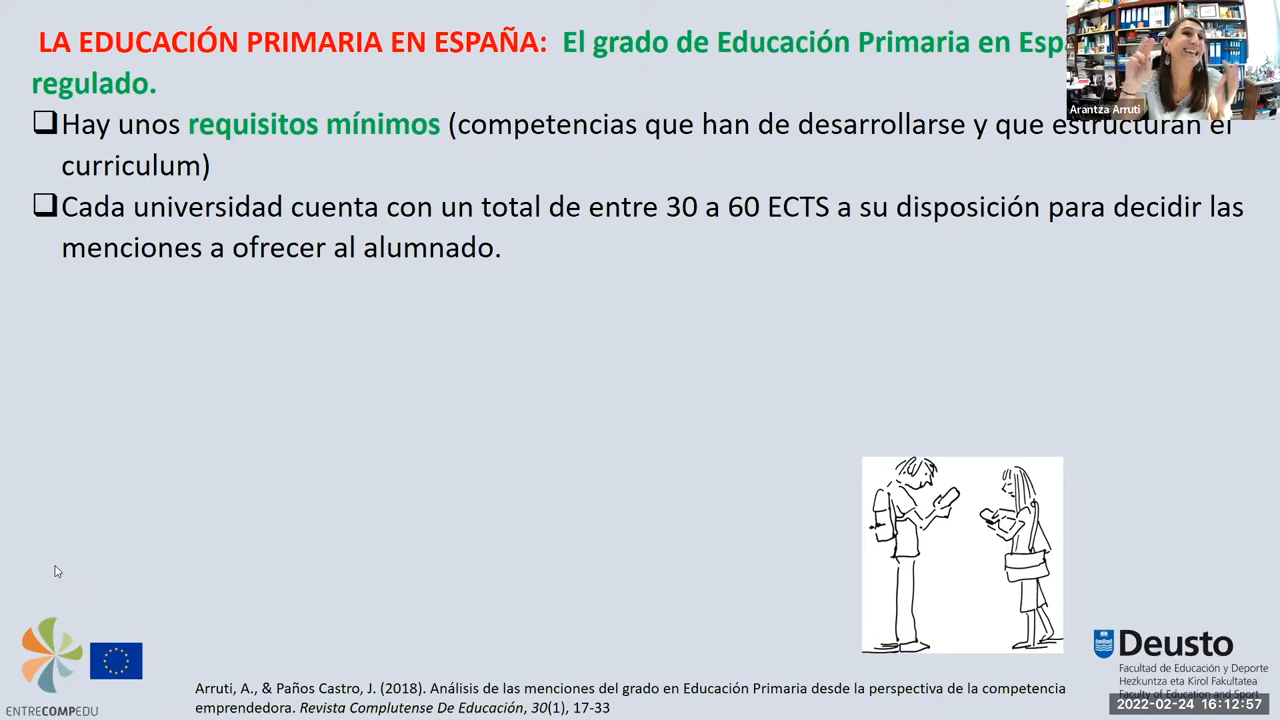 LA EDUCACIÓN PRIMARIA EN ESPAÑA: El grado de Educación Primaria en Esp
regulado.
Hay unos requisitos mínimos (competencias que han de desarrollarse y que estructuran el
curriculum)
Cada universidad cuenta con un total de entre 30 a 60 ECTS a su disposición para decidir las
menciones a ofrecer al alumnado.
Arantza Arruti
Arruti, A., & Paños Castro, J. (2018). Análisis de las menciones del grado en Educación Primaria desde la perspectiva de la competencia
emprendedora. Revista Complutense De Educación, 30(1), 17-33
ENTRECOMPEDU
Deusto
Facultad de Educación y Deporte
Hezkuntza eta Kirol Fakultatea
Faculty of Education and Sport
2022-02-24 16:12:57